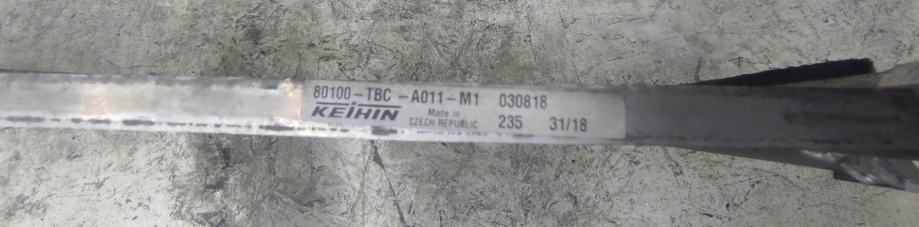 80100-TBC-A011-M1 030818
KEIHIN Made in
CZECH REPUBLIC 235 31/18